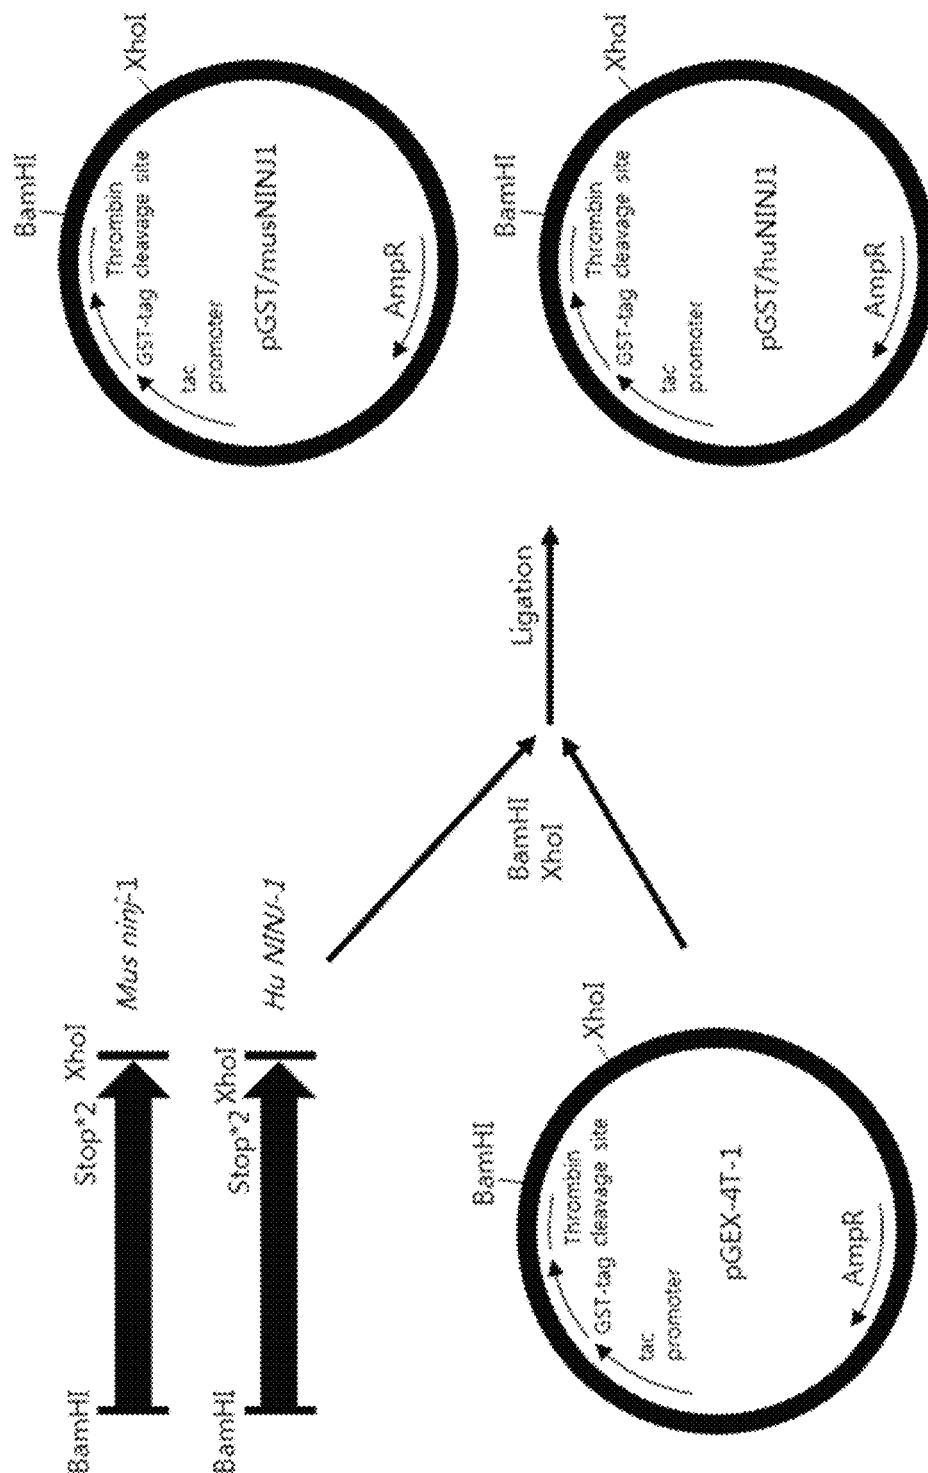 BamHI
Stop*2
XhoI
Mus ninj-1
BamHI
Stop*2
XhoI
Hu NINJ-1
BamHI
XhoI
Thrombin
GST-tag cleavage site
tac
promoter
pGEX-4T-1
AmpR
BamHI
XhoI
Ligation
BamHI
XhoI
Thrombin
GST-tag cleavage site
tac
promoter
pGST/musNINJ1
AmpR
BamHI
XhoI
Thrombin
GST-tag cleavage site
tac
promoter
pGST/huNINJ1
AmpR